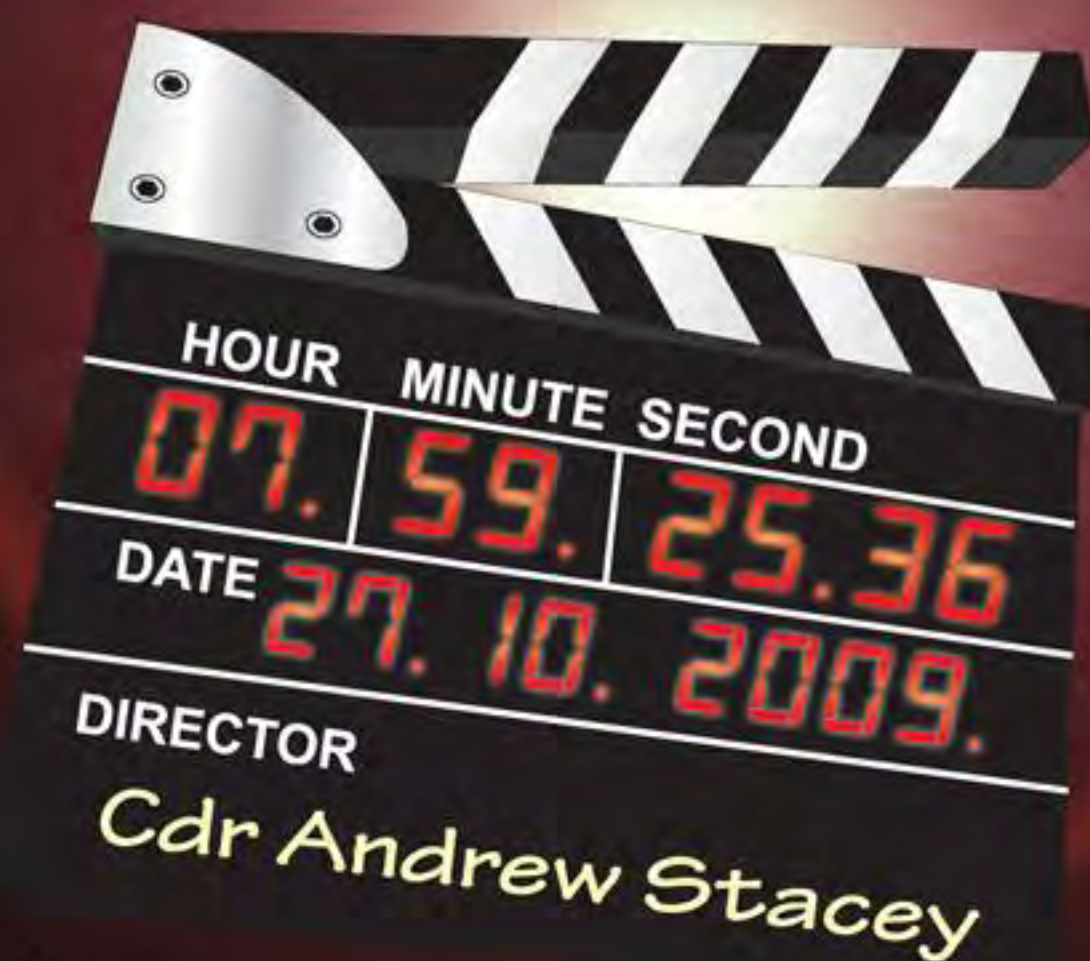 HOUR MINUTE SECOND
07. 59. 25.36
DATE 27. 10. 2009.
DIRECTOR
Cdr Andrew Stacey